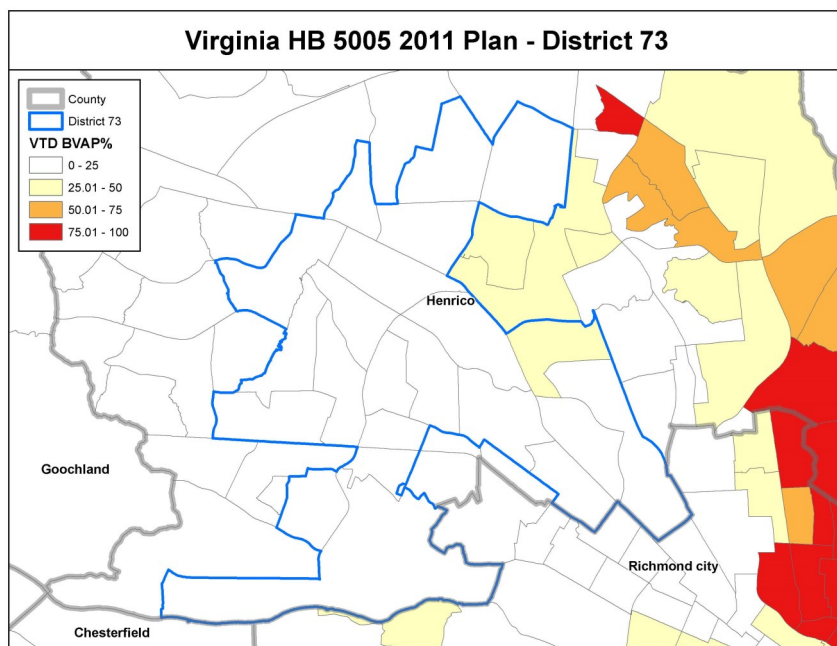 Virginia HB 5005 2011 Plan - District 73
County
District 73
VTD BVAP%
0 - 25
25.01 - 50
50.01 - 75
75.01 - 100
Henrico
Goochland
Richmond city
Chesterfield